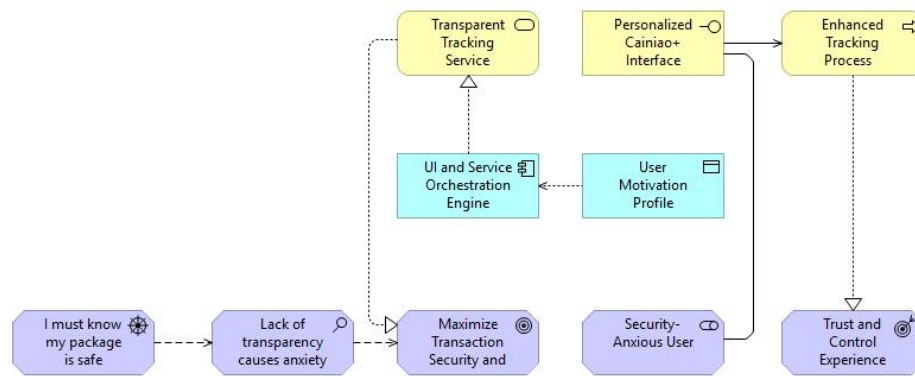 Transparent
Tracking
Service
Personalized
Cainiao+
Interface
Enhanced
Tracking
Process
UI and Service
Orchestration
Engine
User
Motivation
Profile
I must know
my package
is safe
Lack of
transparency
causes anxiety
Maximize
Transaction
Security and
Security-
Anxious User
Trust and
Control
Experience